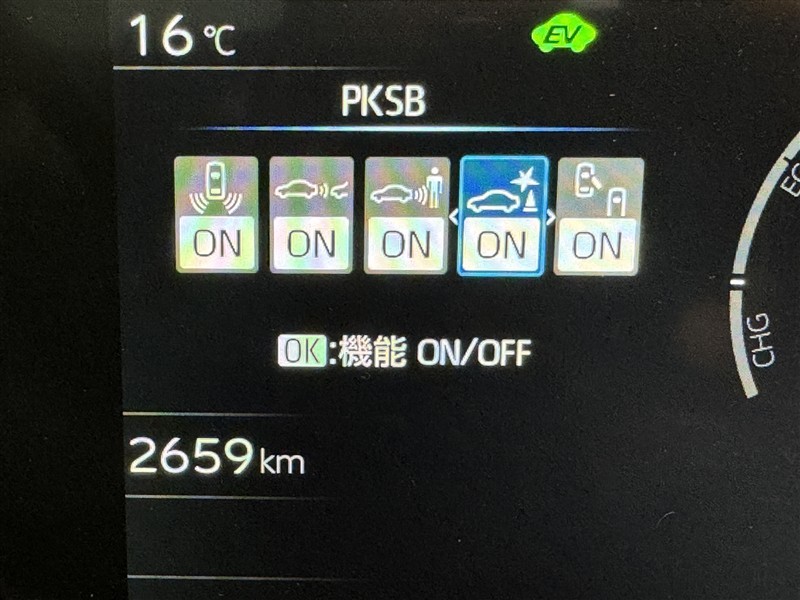 16℃
EV
PKSB
ON ON ON ON ON
OK:機能 ON/OFF
CHG
2659km